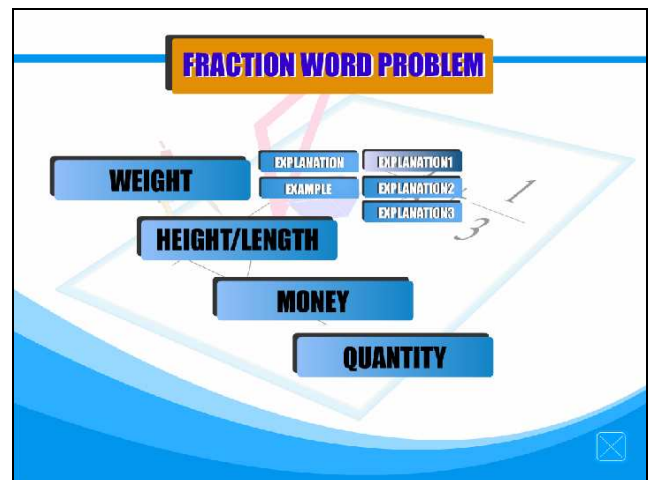 FRACTION WORD PROBLEM
WEIGHT
EXPLANATION
EXPLANATION1
EXAMPLE
EXPLANATION2
EXPLANATION3
HEIGHT/LENGTH
MONEY
QUANTITY
1
3